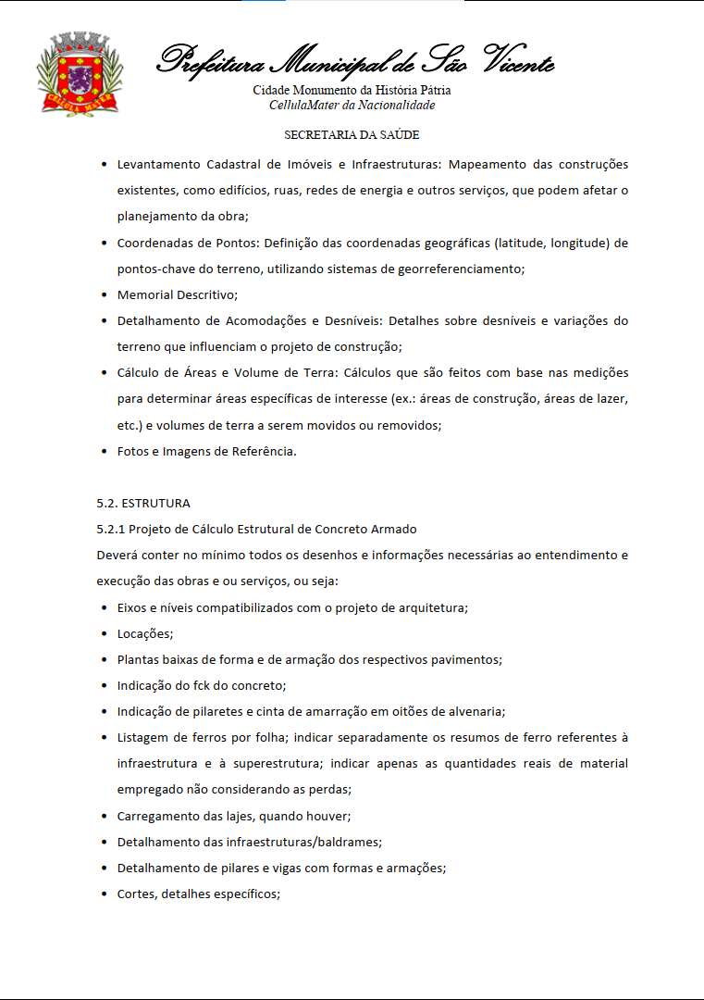 Prefeitura Municipal de São Vicente
Cidade Monumento da História Pátria
CellulaMater da Nacionalidade
CELLULA MATER
SECRETARIA DA SAÚDE
• Levantamento Cadastral de Imóveis e Infraestruturas: Mapeamento das construções
existentes, como edifícios, ruas, redes de energia e outros serviços, que podem afetar o
planejamento da obra;
• Coordenadas de Pontos: Definição das coordenadas geográficas (latitude, longitude) de
pontos-chave do terreno, utilizando sistemas de georreferenciamento;
• Memorial Descritivo;
• Detalhamento de Acomodações e Desníveis: Detalhes sobre desníveis e variações do
terreno que influenciam o projeto de construção;
• Cálculo de Áreas e Volume de Terra: Cálculos que são feitos com base nas medições
para determinar áreas específicas de interesse (ex.: áreas de construção, áreas de lazer,
etc.) e volumes de terra a serem movidos ou removidos;
• Fotos e Imagens de Referência.
5.2. ESTRUTURA
5.2.1 Projeto de Cálculo Estrutural de Concreto Armado
Deverá conter no mínimo todos os desenhos e informações necessárias ao entendimento e
execução das obras e ou serviços, ou seja:
• Eixos e níveis compatibilizados com o projeto de arquitetura;
• Locações;
• Plantas baixas de forma e de armação dos respectivos pavimentos;
• Indicação do fck do concreto;
• Indicação de pilaretes e cinta de amarração em oitões de alvenaria;
• Listagem de ferros por folha; indicar separadamente os resumos de ferro referentes à
infraestrutura e à superestrutura; indicar apenas as quantidades reais de material
empregado não considerando as perdas;
• Carregamento das lajes, quando houver;
• Detalhamento das infraestruturas/baldrames;
• Detalhamento de pilares e vigas com formas e armações;
• Cortes, detalhes específicos;